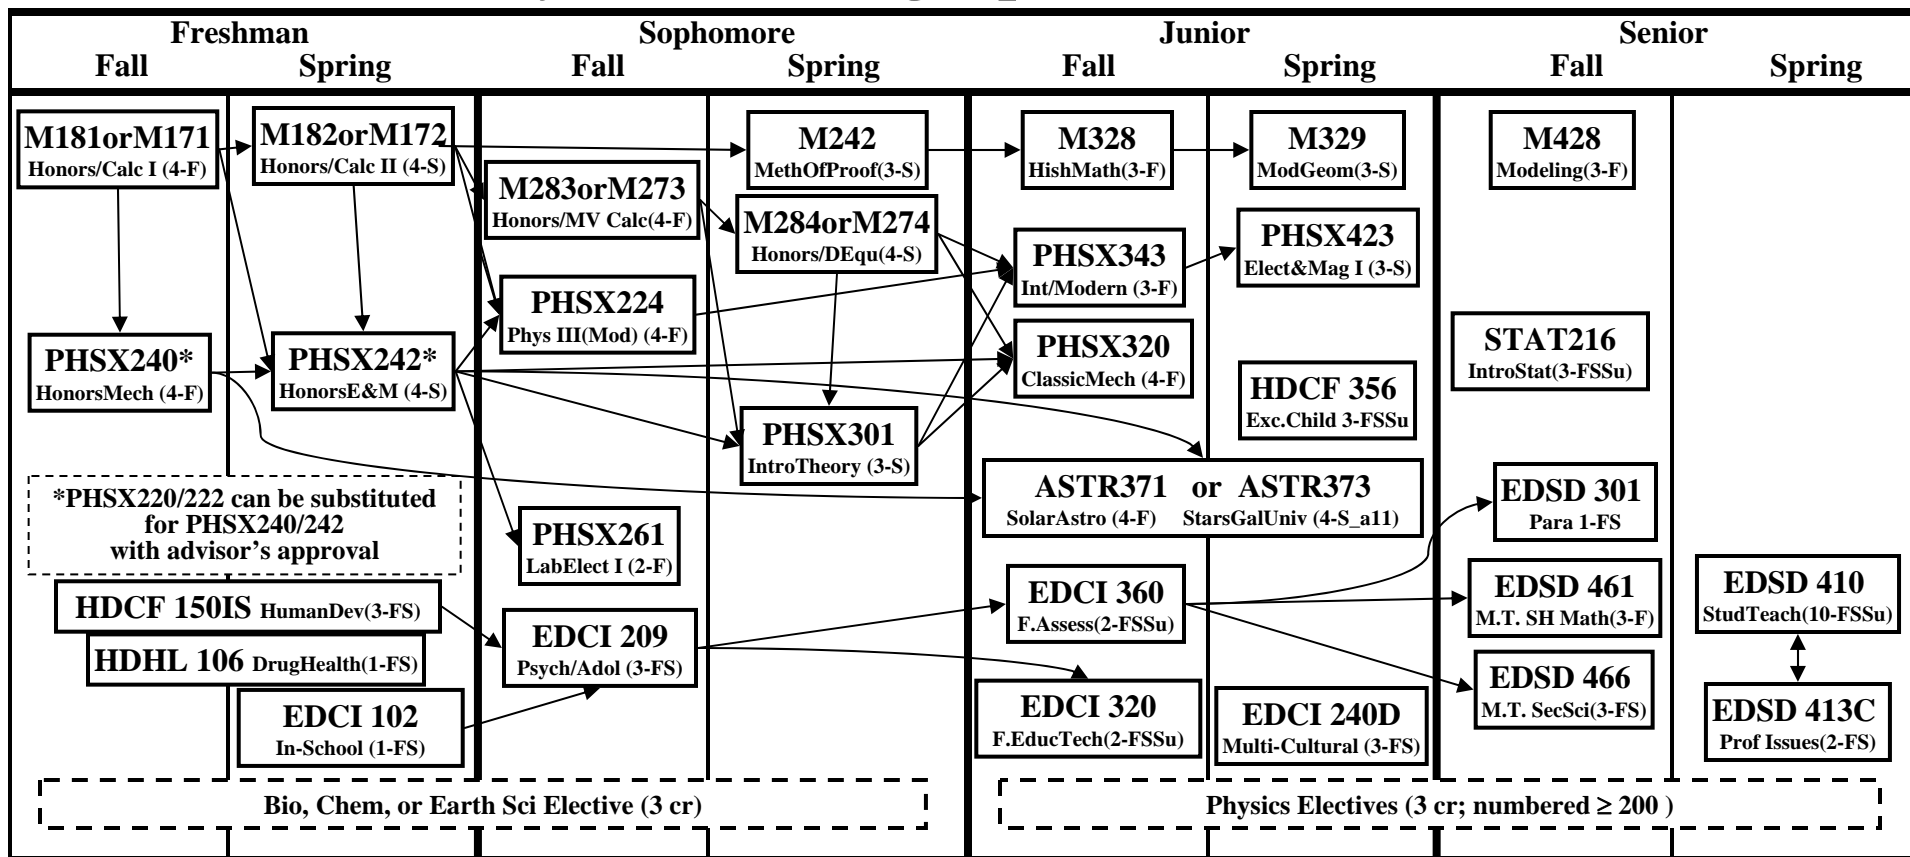 Freshman
Sophomore
Junior
Senior
Fall
Spring
Fall
Spring
Fall
Spring
Fall
Spring
M181orM171
Honors/Calc I (4-F)
M182orM172
Honors/Calc II (4-S)
M242
MethOfProof(3-S)
M328
HishMath(3-F)
M329
ModGeom(3-S)
M428
Modeling(3-F)
M283orM273
Honors/MV Calc(4-F)
M284orM274
Honors/DEqu(4-S)
PHSX343
Int/Modern (3-F)
PHSX423
Elect&Mag I (3-S)
PHSX224
Phys III(Mod) (4-F)
PHSX240*
HonorsMech (4-F)
PHSX242*
HonorsE&M (4-S)
PHSX320
ClassicMech (4-F)
STAT216
IntroStat(3-FSSu)
HDCF 356
Exc.Child 3-FSSu
PHSX301
IntroTheory (3-S)
*PHSX220/222 can be substituted
for PHSX240/242
with advisor's approval
ASTR371 or ASTR373
SolarAstro (4-F) StarsGalUniv (4-S_a11)
EDSD 301
Para 1-FS
PHSX261
LabElect I (2-F)
HDCF 150IS HumanDev(3-FS)
HDHL 106 DrugHealth(1-FS)
EDCI 209
Psych/Adol (3-FS)
EDCI 360
F.Assess(2-FSSu)
EDSD 461
M.T. SH Math(3-F)
EDSD 410
StudTeach(10-FSSu)
EDCI 102
In-School (1-FS)
EDCI 320
F.EducTech(2-FSSu)
EDCI 240D
Multi-Cultural (3-FS)
EDSD 466
M.T. SecSci(3-FS)
EDSD 413C
Prof Issues(2-FS)
Bio, Chem, or Earth Sci Elective (3 cr)
Physics Electives (3 cr; numbered ≥ 200 )